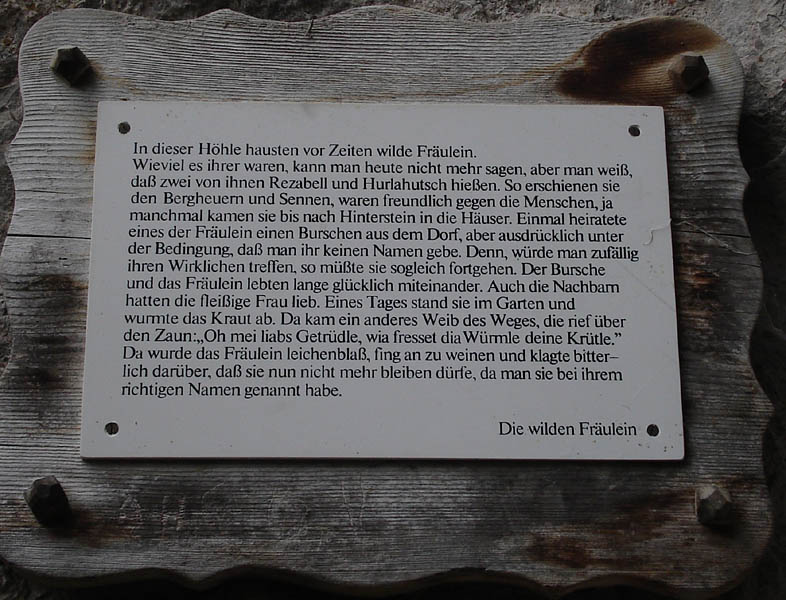 In dieser Höhle hausten vor Zeiten wilde Fräulein.
Wieviel es ihrer waren, kann man heute nicht mehr sagen, aber man weiß,
daß zwei von ihnen Rezabell und Hurlahutsch hießen. So erschienen sie
den Bergheuern und Sennen, waren freundlich gegen die Menschen, ja
manchmal kamen sie bis nach Hinterstein in die Häuser. Einmal heiratete
eines der Fräulein einen Burschen aus dem Dorf, aber ausdrücklich unter
der Bedingung, daß man ihr keinen Namen gebe. Denn, würde man zufällig
ihren Wirklichen treffen, so müßte sie sogleich fortgehen. Der Bursche
und das Fräulein lebten lange glücklich miteinander. Auch die Nachbarn
hatten die fleißige Frau lieb. Eines Tages stand sie im Garten und
wurmte das Kraut ab. Da kam ein anderes Weib des Weges, die rief über
den Zaun:„Oh mei liabs Getrüdle, wia fresset dia Würmle deine Krütle.”
Da wurde das Fräulein leichenblaß, fing an zu weinen und klagte bitter–
lich darüber, daß sie nun nicht mehr bleiben dürfe, da man sie bei ihrem
richtigen Namen genannt habe.
Die wilden Fräulein